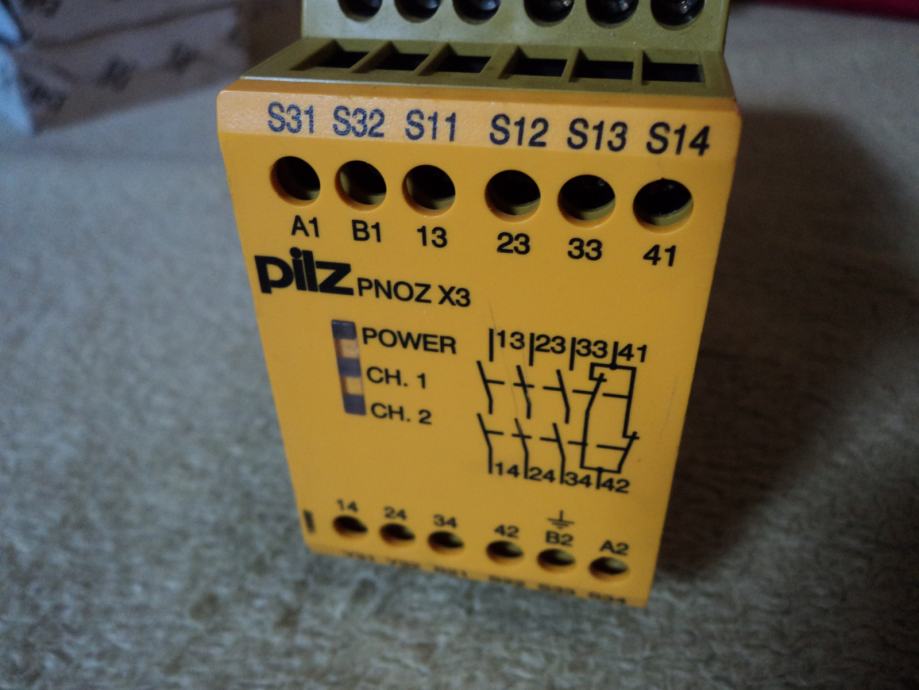 S31 S32 S11 S12 S13 S14
A1 B1 13 23 33 41
pilz PNOZ X3
POWER
CH. 1
CH. 2
13 23 33 41
14 24 34 42
14 24 34 42 B2 A2